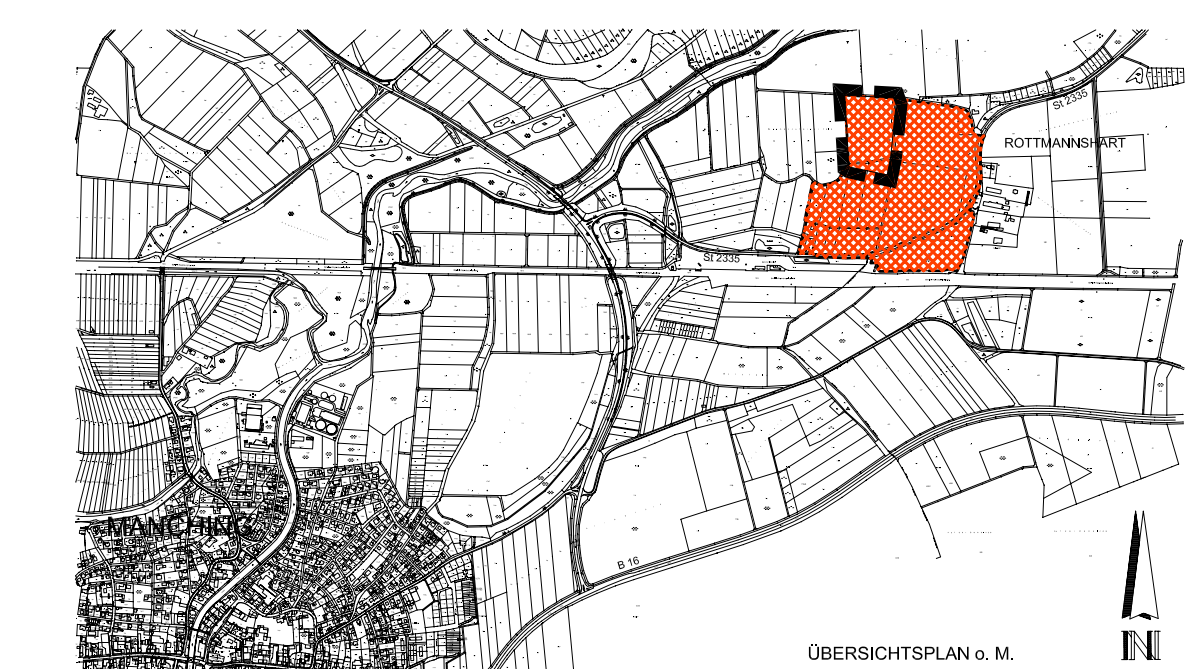 St 2335
ROTTMANNSHART
St 2335
MANCHING
B 16
ÜBERSICHTSPLAN o. M.
N